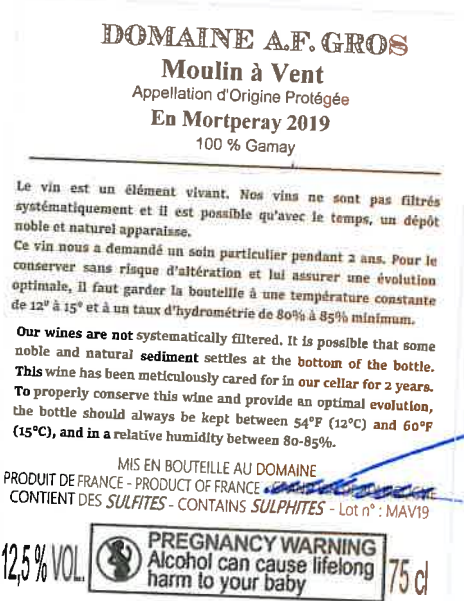 DOMAINE A.F. GROS
Moulin à Vent
Appellation d'Origine Protégée
En Mortperay 2019
100 % Gamay
Le vin est un élément vivant. Nos vins ne sont pas filtrés
systématiquement et il est possible qu'avec le temps, un dépôt
noble et naturel apparaisse.
Ce vin nous a demandé un soin particulier pendant 2 ans. Pour le
conserver sans risque d'altération et lui assurer une évolution
optimale, il faut garder la bouteille à une température constante
de 12° à 15° et à un taux d'hydrométrie de 80% à 85% minimum.
Our wines are not systematically filtered. It is possible that some
noble and natural sediment settles at the bottom of the bottle.
This wine has been meticulously cared for in our cellar for 2 years.
To properly conserve this wine and provide an optimal evolution,
the bottle should always be kept between 54°F (12°C) and 60°F
(15°C), and in a relative humidity between 80-85%.
MIS EN BOUTEILLE AU DOMAINE
PRODUIT DE FRANCE - PRODUCT OF FRANCE
CONTIENT DES SULFITES - CONTAINS SULPHITES - Lot n° : MAV19
12,5 % VOL.
PREGNANCY WARNING
Alcohol can cause lifelong
harm to your baby
75 cl